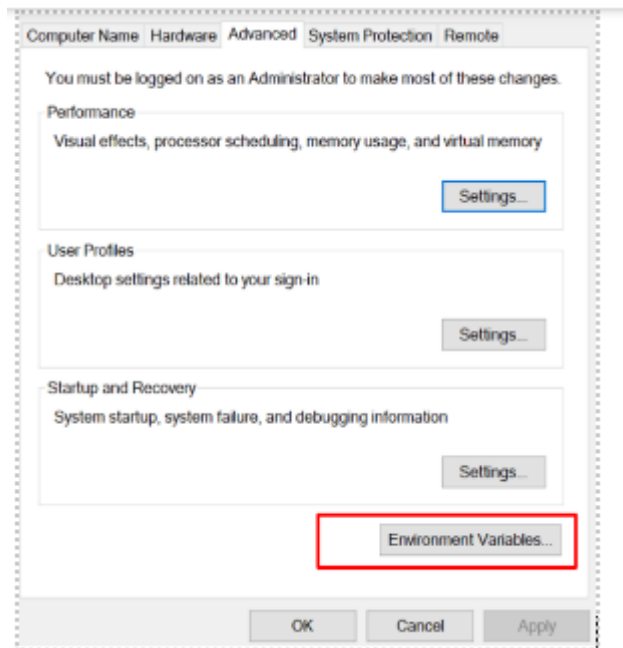 Computer Name Hardware Advanced System Protection Remote
You must be logged on as an Administrator to make most of these changes.
Performance
Visual effects, processor scheduling, memory usage, and virtual memory
Settings...
User Profiles
Desktop settings related to your sign-in
Settings...
Startup and Recovery
System startup, system failure, and debugging information
Settings...
Environment Variables...
OK Cancel Apply